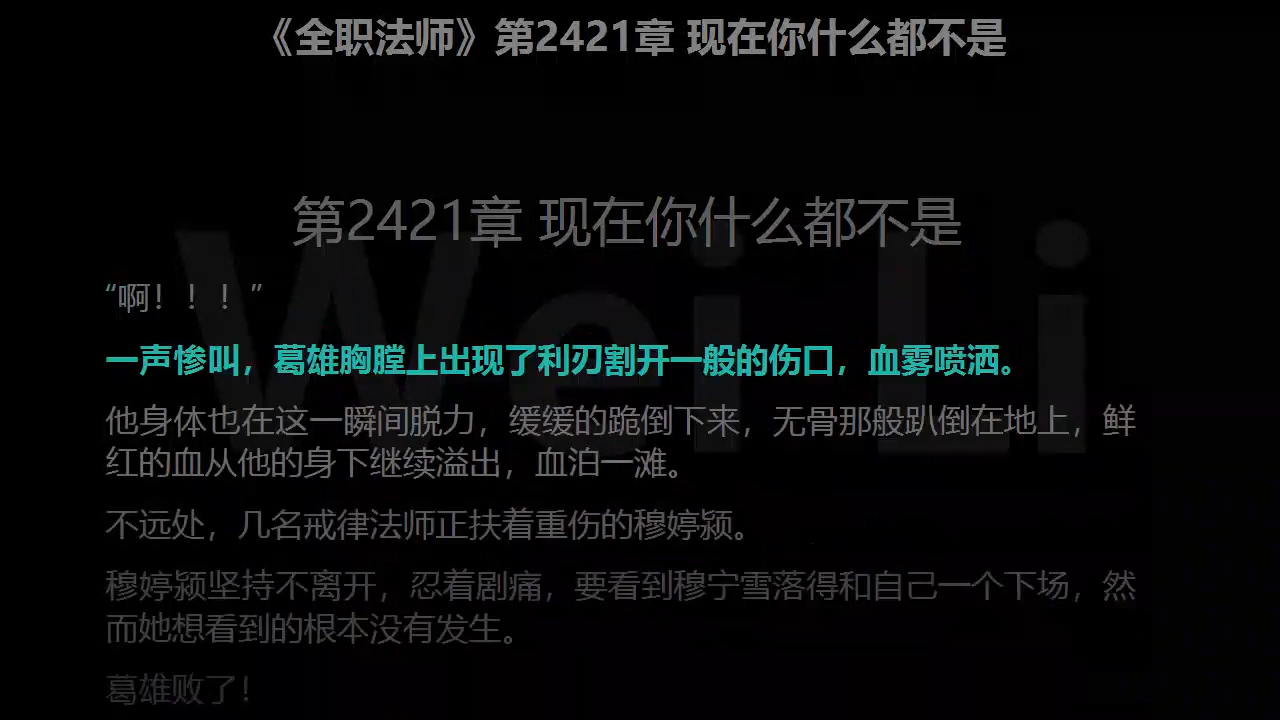 《全职法师》第2421章 现在你什么都不是
第2421章 现在你什么都不是
“啊！！！”
一声惨叫，葛雄胸膛上出现了利刃割开一般的伤口，血雾喷洒。
他身体也在这一瞬间脱力，缓缓的跪倒下来，无骨那般趴倒在地上，鲜
红的血从他的身下继续溢出，血泊一滩。
不远处，几名戒律法师正扶着重伤的穆婷颍。
穆婷颍坚持不离开，忍着剧痛，要看到穆宁雪落得和自己一个下场，然
而她想看到的根本没有发生。
葛雄败了！
Wei Li